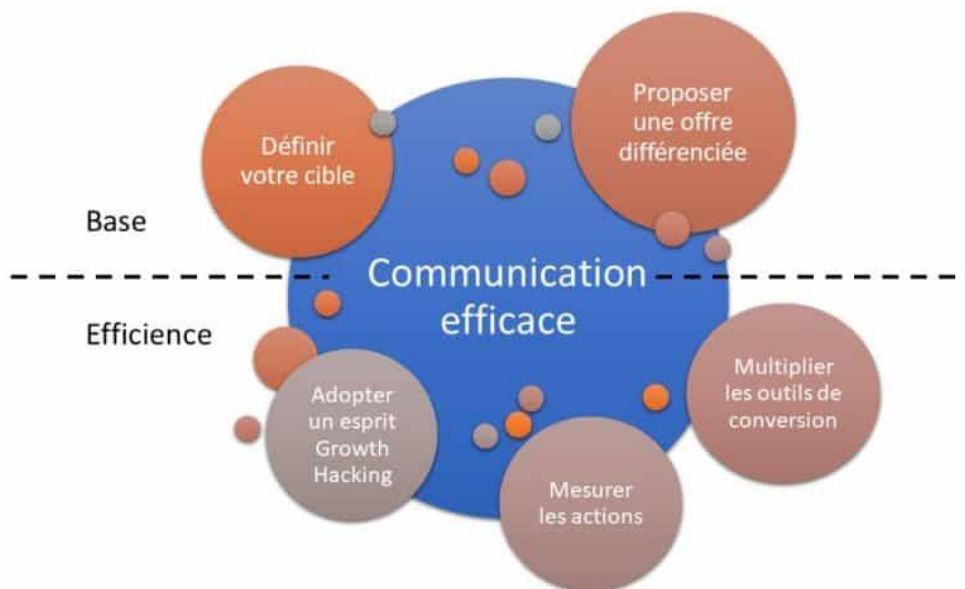 Proposer
une offre
différenciée
Définir
votre cible
Base
Communication
efficace
Efficience
Multiplier
les outils de
conversion
Adopter
un esprit
Growth
Hacking
Mesurer
les actions